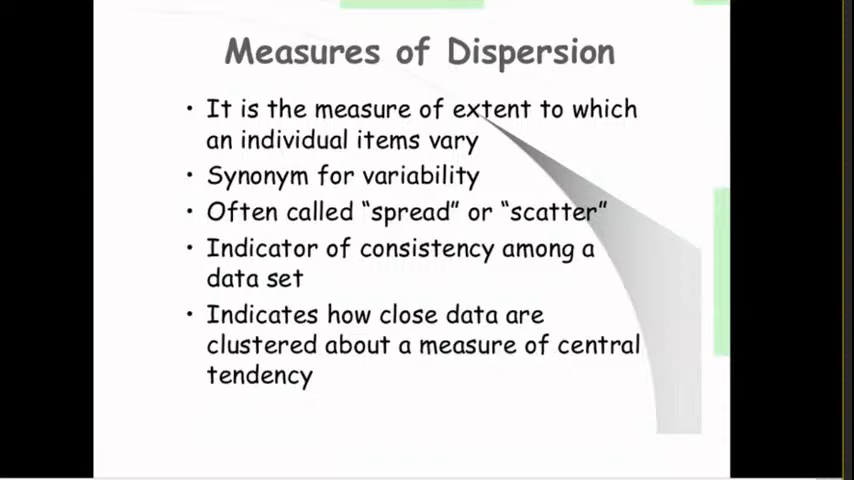 Measures of Dispersion
• It is the measure of extent to which
an individual items vary
• Synonym for variability
• Often called “spread” or “scatter”
• Indicator of consistency among a
data set
• Indicates how close data are
clustered about a measure of central
tendency